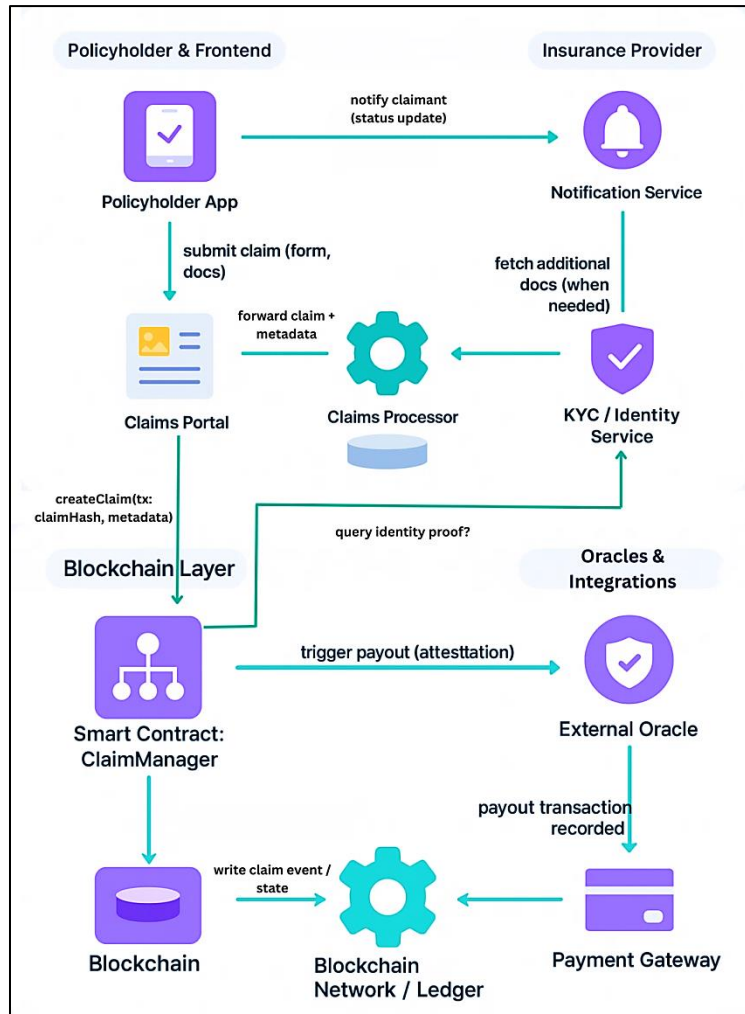 Policyholder & Frontend
Insurance Provider
notify claimant
(status update)
Policyholder App
Notification Service
submit claim (form,
docs)
fetch additional
docs (when
needed)
forward claim +
metadata
Claims Portal
Claims Processor
KYC / Identity
Service
createClaim(tx:
claimHash, metadata)
query identity proof?
Blockchain Layer
Oracles &
Integrations
trigger payout (attesttation)
Smart Contract:
ClaimManager
External Oracle
payout transaction
recorded
write claim event /
state
Blockchain
Blockchain
Network / Ledger
Payment Gateway